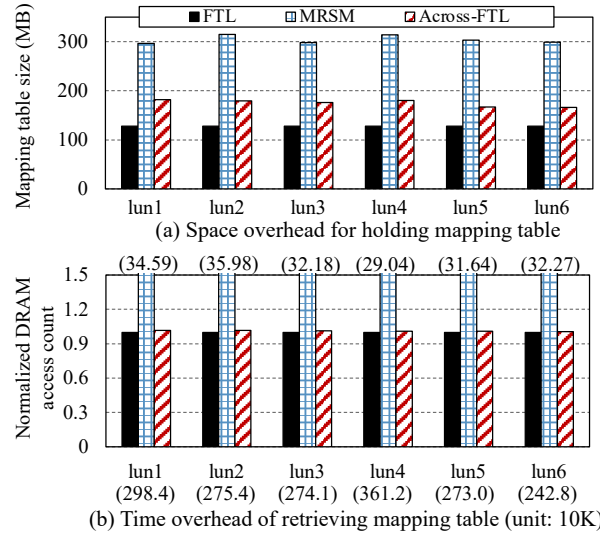 FTL MRSM Across-FTL
Mapping table size (MB)
300
200
100
0
lun1 lun2 lun3 lun4 lun5 lun6
(a) Space overhead for holding mapping table
(34.59) (35.98) (32.18) (29.04) (31.64) (32.27)
Normalized DRAM
access count
1.5
1.2
0.9
0.6
0.3
0
lun1 lun2 lun3 lun4 lun5 lun6
(298.4) (275.4) (274.1) (361.2) (273.0) (242.8)
(b) Time overhead of retrieving mapping table (unit: 10K)